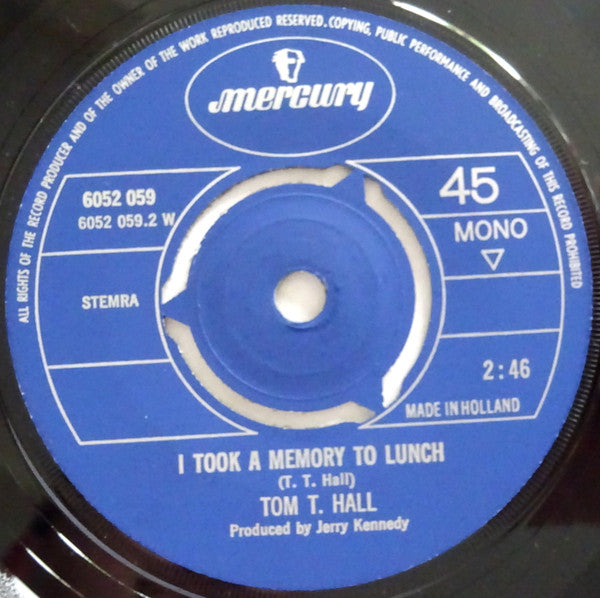 ALL RIGHTS OF THE RECORD PRODUCER AND OF THE OWNER OF THE WORK REPRODUCED RESERVED. COPYING, PUBLIC PERFORMANCE AND BROADCASTING OF THIS RECORD PROHIBITED
mercury
6052 059
6052 059.2 W
45
MONO
STEMRA
2:46
MADE IN HOLLAND
I TOOK A MEMORY TO LUNCH
(T. T. Hall)
TOM T. HALL
Produced by Jerry Kennedy